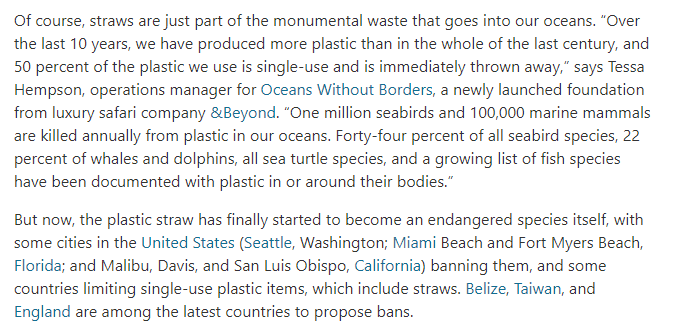 Of course, straws are just part of the monumental waste that goes into our oceans. “Over
the last 10 years, we have produced more plastic than in the whole of the last century, and
50 percent of the plastic we use is single-use and is immediately thrown away,” says Tessa
Hempson, operations manager for Oceans Without Borders, a newly launched foundation
from luxury safari company &Beyond. “One million seabirds and 100,000 marine mammals
are killed annually from plastic in our oceans. Forty-four percent of all seabird species, 22
percent of whales and dolphins, all sea turtle species, and a growing list of fish species
have been documented with plastic in or around their bodies.”
But now, the plastic straw has finally started to become an endangered species itself, with
some cities in the United States (Seattle, Washington; Miami Beach and Fort Myers Beach,
Florida; and Malibu, Davis, and San Luis Obispo, California) banning them, and some
countries limiting single-use plastic items, which include straws. Belize, Taiwan, and
England are among the latest countries to propose bans.